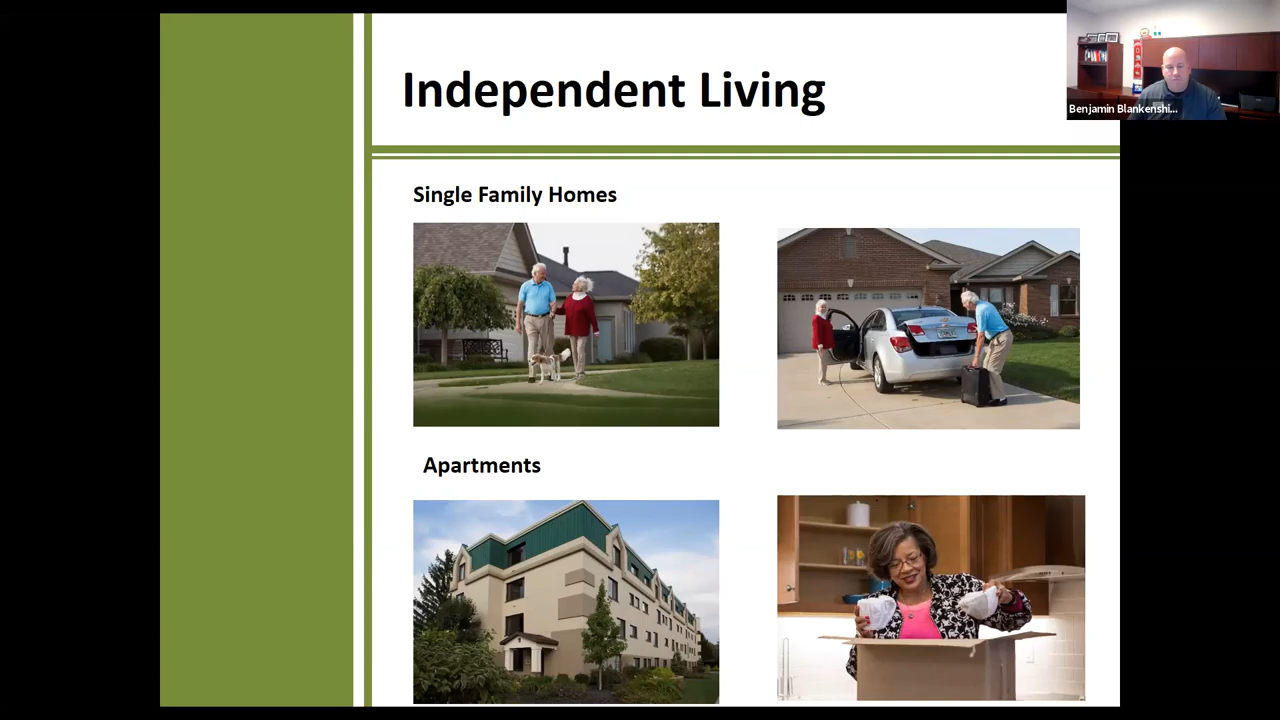 Independent Living
Benjamin Blankenshi...
Single Family Homes
Apartments